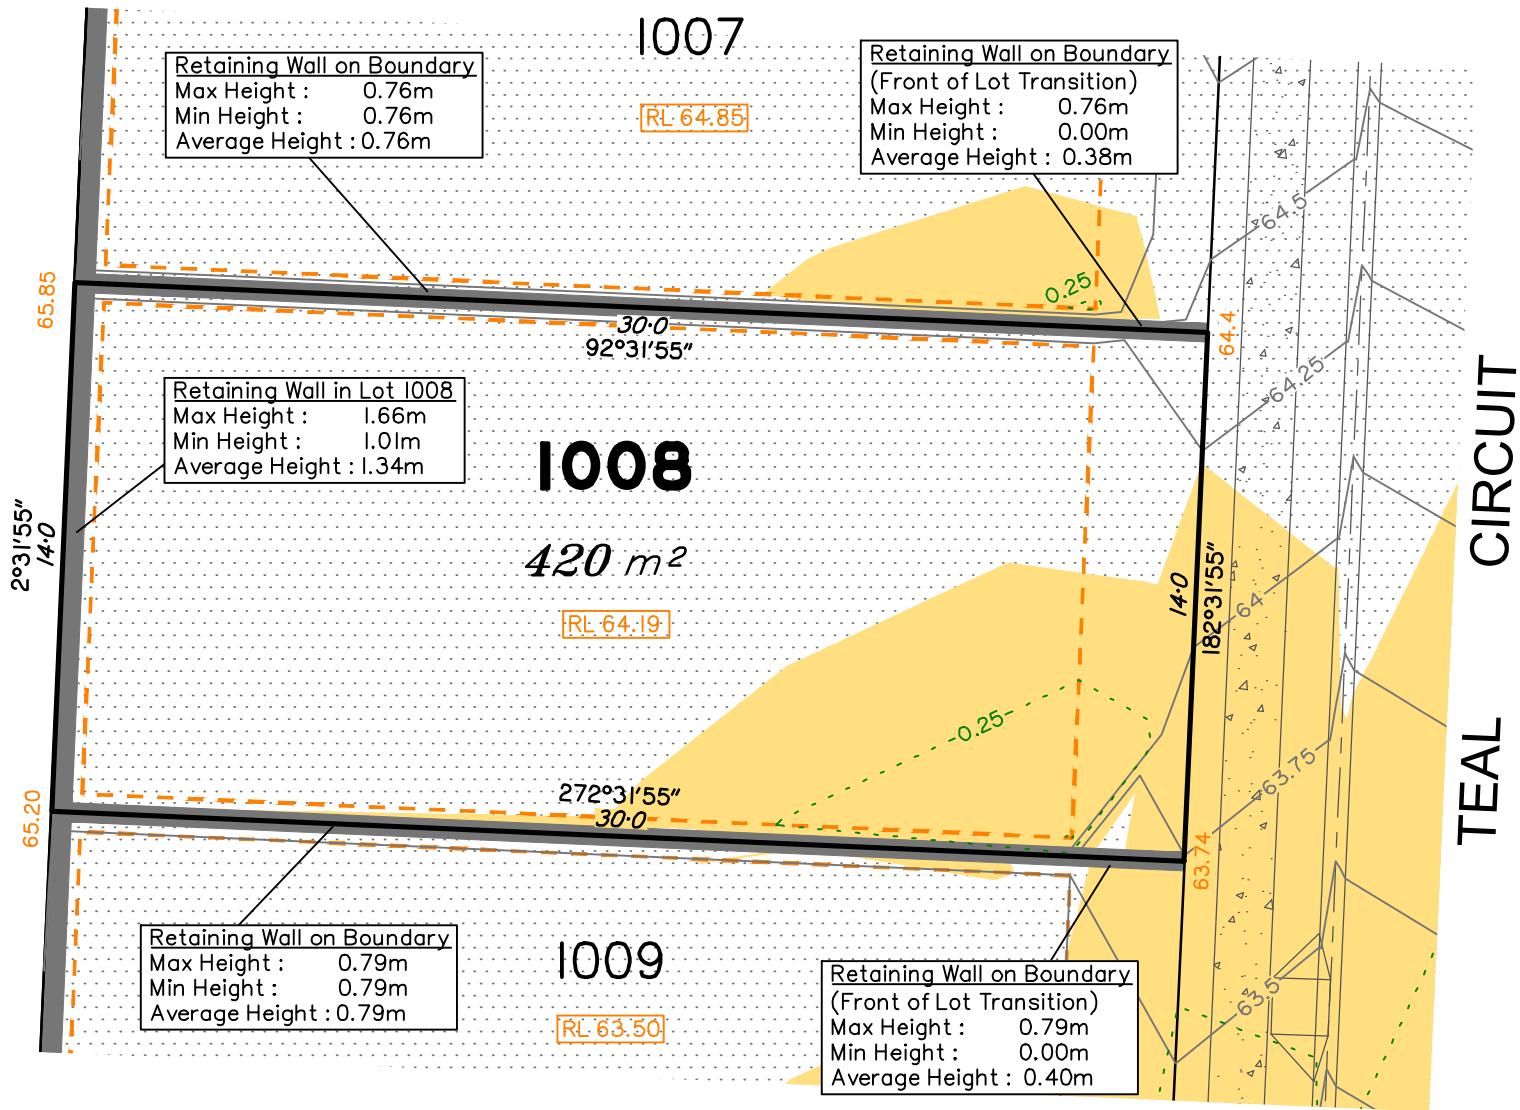 1007
Retaining Wall on Boundary
Max Height : 0.76m
Min Height : 0.76m
Average Height : 0.76m
RL 64.85
Retaining Wall on Boundary
(Front of Lot Transition)
Max Height : 0.76m
Min Height : 0.00m
Average Height : 0.38m
64.5
65.85
0.25
30·0
92°31'55"
64.4
64.25
Retaining Wall in Lot 1008
Max Height : 1.66m
Min Height : 1.01m
Average Height : 1.34m
1008
420 m²
RL 64.19
2°31'55"
14·0
14·0
182°31'55"
64
CIRCUIT
TEAL
0.25
63.75
272°31'55"
30·0
65.20
63.74
Retaining Wall on Boundary
Max Height : 0.79m
Min Height : 0.79m
Average Height : 0.79m
1009
RL 63.50
Retaining Wall on Boundary
(Front of Lot Transition)
Max Height : 0.79m
Min Height : 0.00m
Average Height : 0.40m
63.5